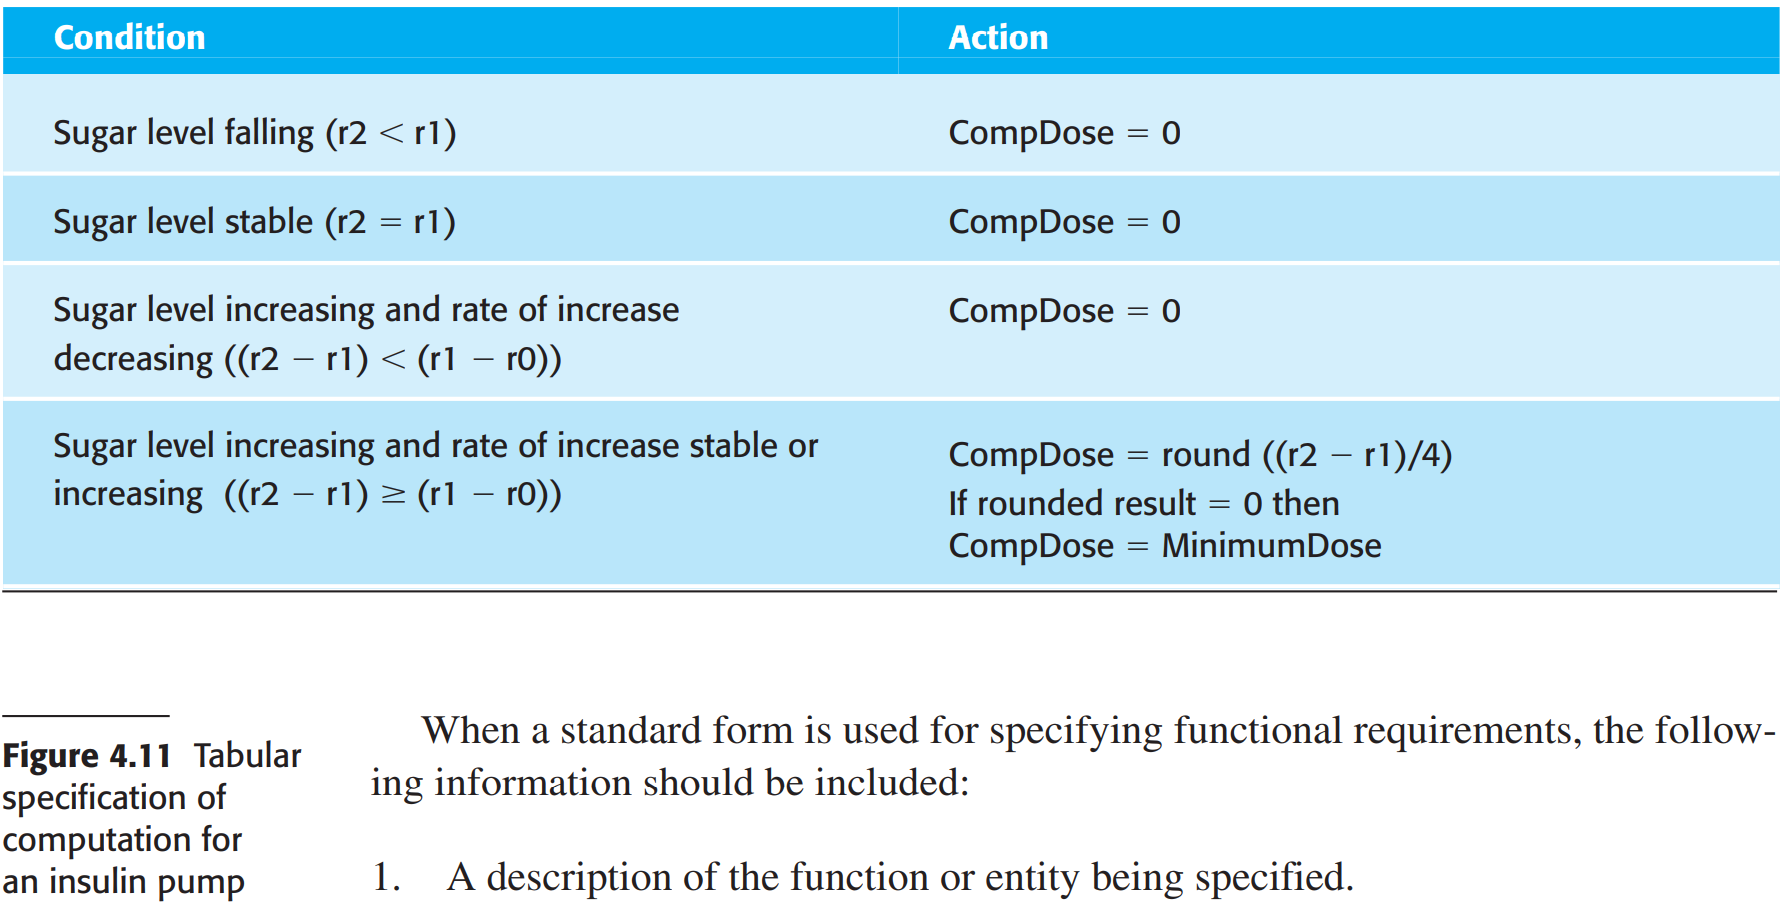 Condition Action
Sugar level falling (r2 < r1) CompDose = 0
Sugar level stable (r2 = r1) CompDose = 0
Sugar level increasing and rate of increase CompDose = 0
decreasing ((r2 − r1) < (r1 − r0))
Sugar level increasing and rate of increase stable or
increasing ((r2 − r1) ≥ (r1 − r0))
CompDose = round ((r2 − r1)/4)
If rounded result = 0 then
CompDose = MinimumDose
Figure 4.11 Tabular
specification of
computation for
an insulin pump
When a standard form is used for specifying functional requirements, the follow-
ing information should be included:
1. A description of the function or entity being specified.